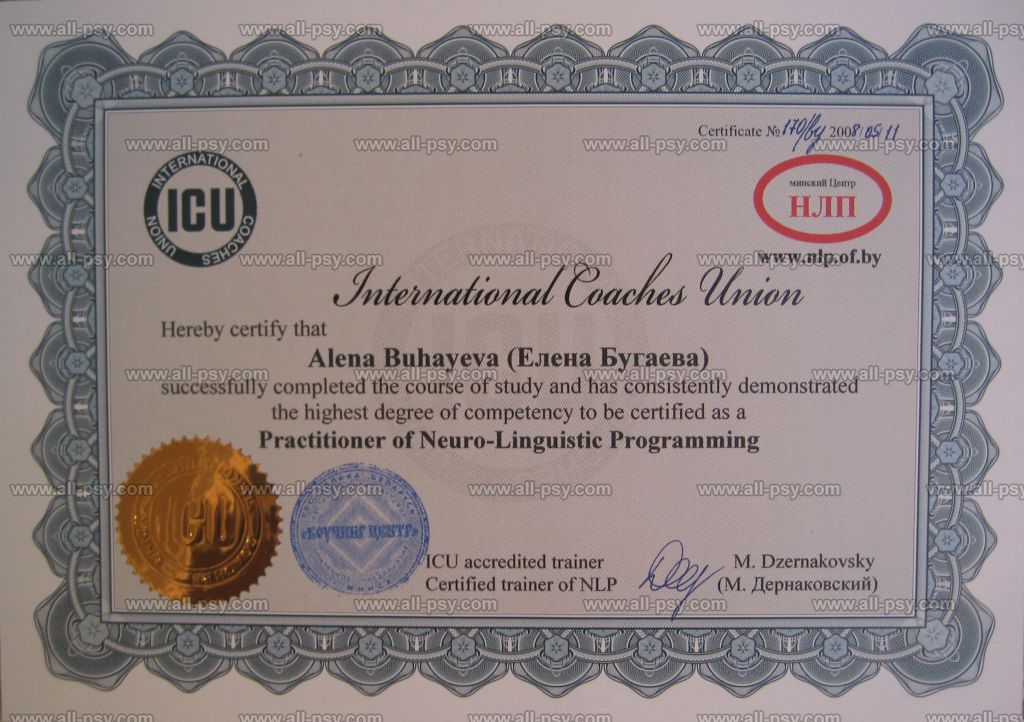 Certificate № 170/by 2008 05 11
INTERNATIONAL COACHES UNION
ICU
минский Центр
НЛП
www.nlp.of.by
International Coaches Union
Hereby certify that
Alena Buhayeva (Елена Бугаева)
successfully completed the course of study and has consistently demonstrated
the highest degree of competency to be certified as a
Practitioner of Neuro-Linguistic Programming
ICU
«КОУЧИНГ ЦЕНТР»
ICU accredited trainer
Certified trainer of NLP
M. Dzernakovsky
(М. Дернаковский)
www.all-psy.com